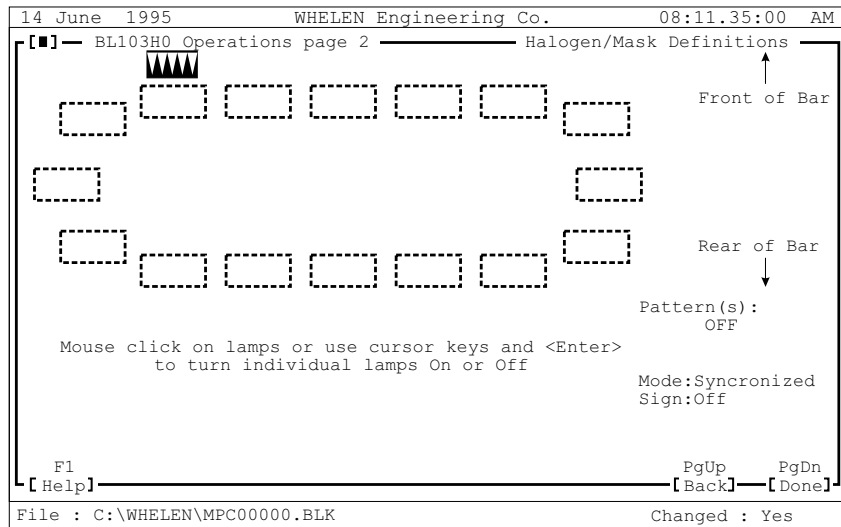 14 June 1995 WHELEN Engineering Co. 08:11.35:00 AM
[■] BL103H0 Operations page 2 Halogen/Mask Definitions
Front of Bar
Rear of Bar
Pattern(s):
OFF
Mouse click on lamps or use cursor keys and <Enter>
to turn individual lamps On or Off
Mode:Syncronized
Sign:Off
F1 PgUp PgDn
[Help] [Back] [Done]
File : C:\WHELEN\MPC00000.BLK Changed : Yes